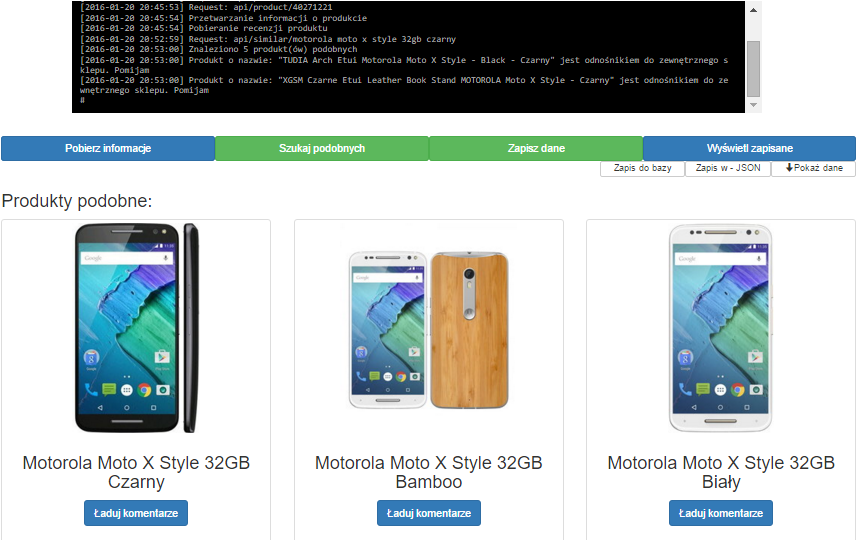 [2016-01-20 20:45:53] Request: api/product/40271221
[2016-01-20 20:45:54] Przetwarzanie informacji o produkcie
[2016-01-20 20:45:54] Pobieranie recenzji produktu
[2016-01-20 20:52:59] Request: api/similar/motorola moto x style 32gb czarny
[2016-01-20 20:53:00] Znaleziono 5 produkt(ów) podobnych
[2016-01-20 20:53:00] Produkt o nazwie: "TUDIA Arch Etui Motorola Moto X Style - Black - Czarny" jest odnośnikiem do zewnętrznego s
klepu. Pomijam
[2016-01-20 20:53:00] Produkt o nazwie: "XGSM Czarne Etui Leather Book Stand MOTOROLA Moto X Style - Czarny" jest odnośnikiem do ze
wnętrznego sklepu. Pomijam
#
Pobierz informacje Szukaj podobnych Zapisz dane Wyświetl zapisane
Zapis do bazy Zapis w - JSON Pokaż dane
Produkty podobne:
Google Google Google
Motorola Moto X Style 32GB
Czarny
Ładuj komentarze
Motorola Moto X Style 32GB
Bamboo
Ładuj komentarze
Motorola Moto X Style 32GB
Biały
Ładuj komentarze